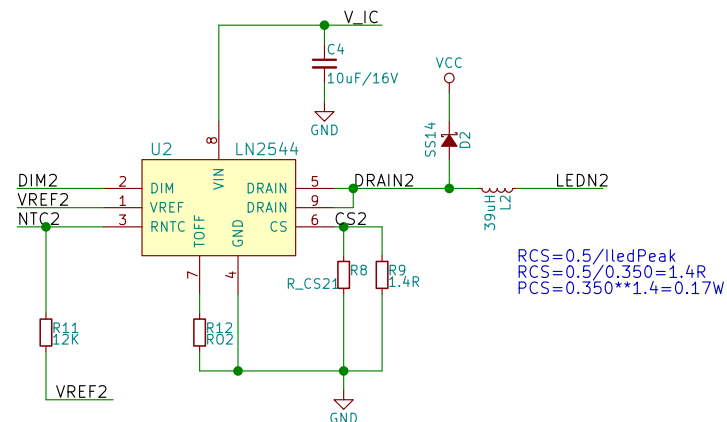 V_IC
C4
10uF/16V
GND
VCC
SS14
D2
U2
LN2544
8
VIN
DIM2
2
DIM
DRAIN
5
DRAIN2
LEDN2
VREF2
1
VREF
DRAIN
9
39uH
L2
NTC2
3
RNTC
CS
6
CS2
TOFF
GND
7
4
R8
R_CS21
R9
1.4R
RCS=0.5/IledPeak
RCS=0.5/0.350=1.4R
PCS=0.350**1.4=0.17W
R11
12K
R12
RO2
VREF2
GND